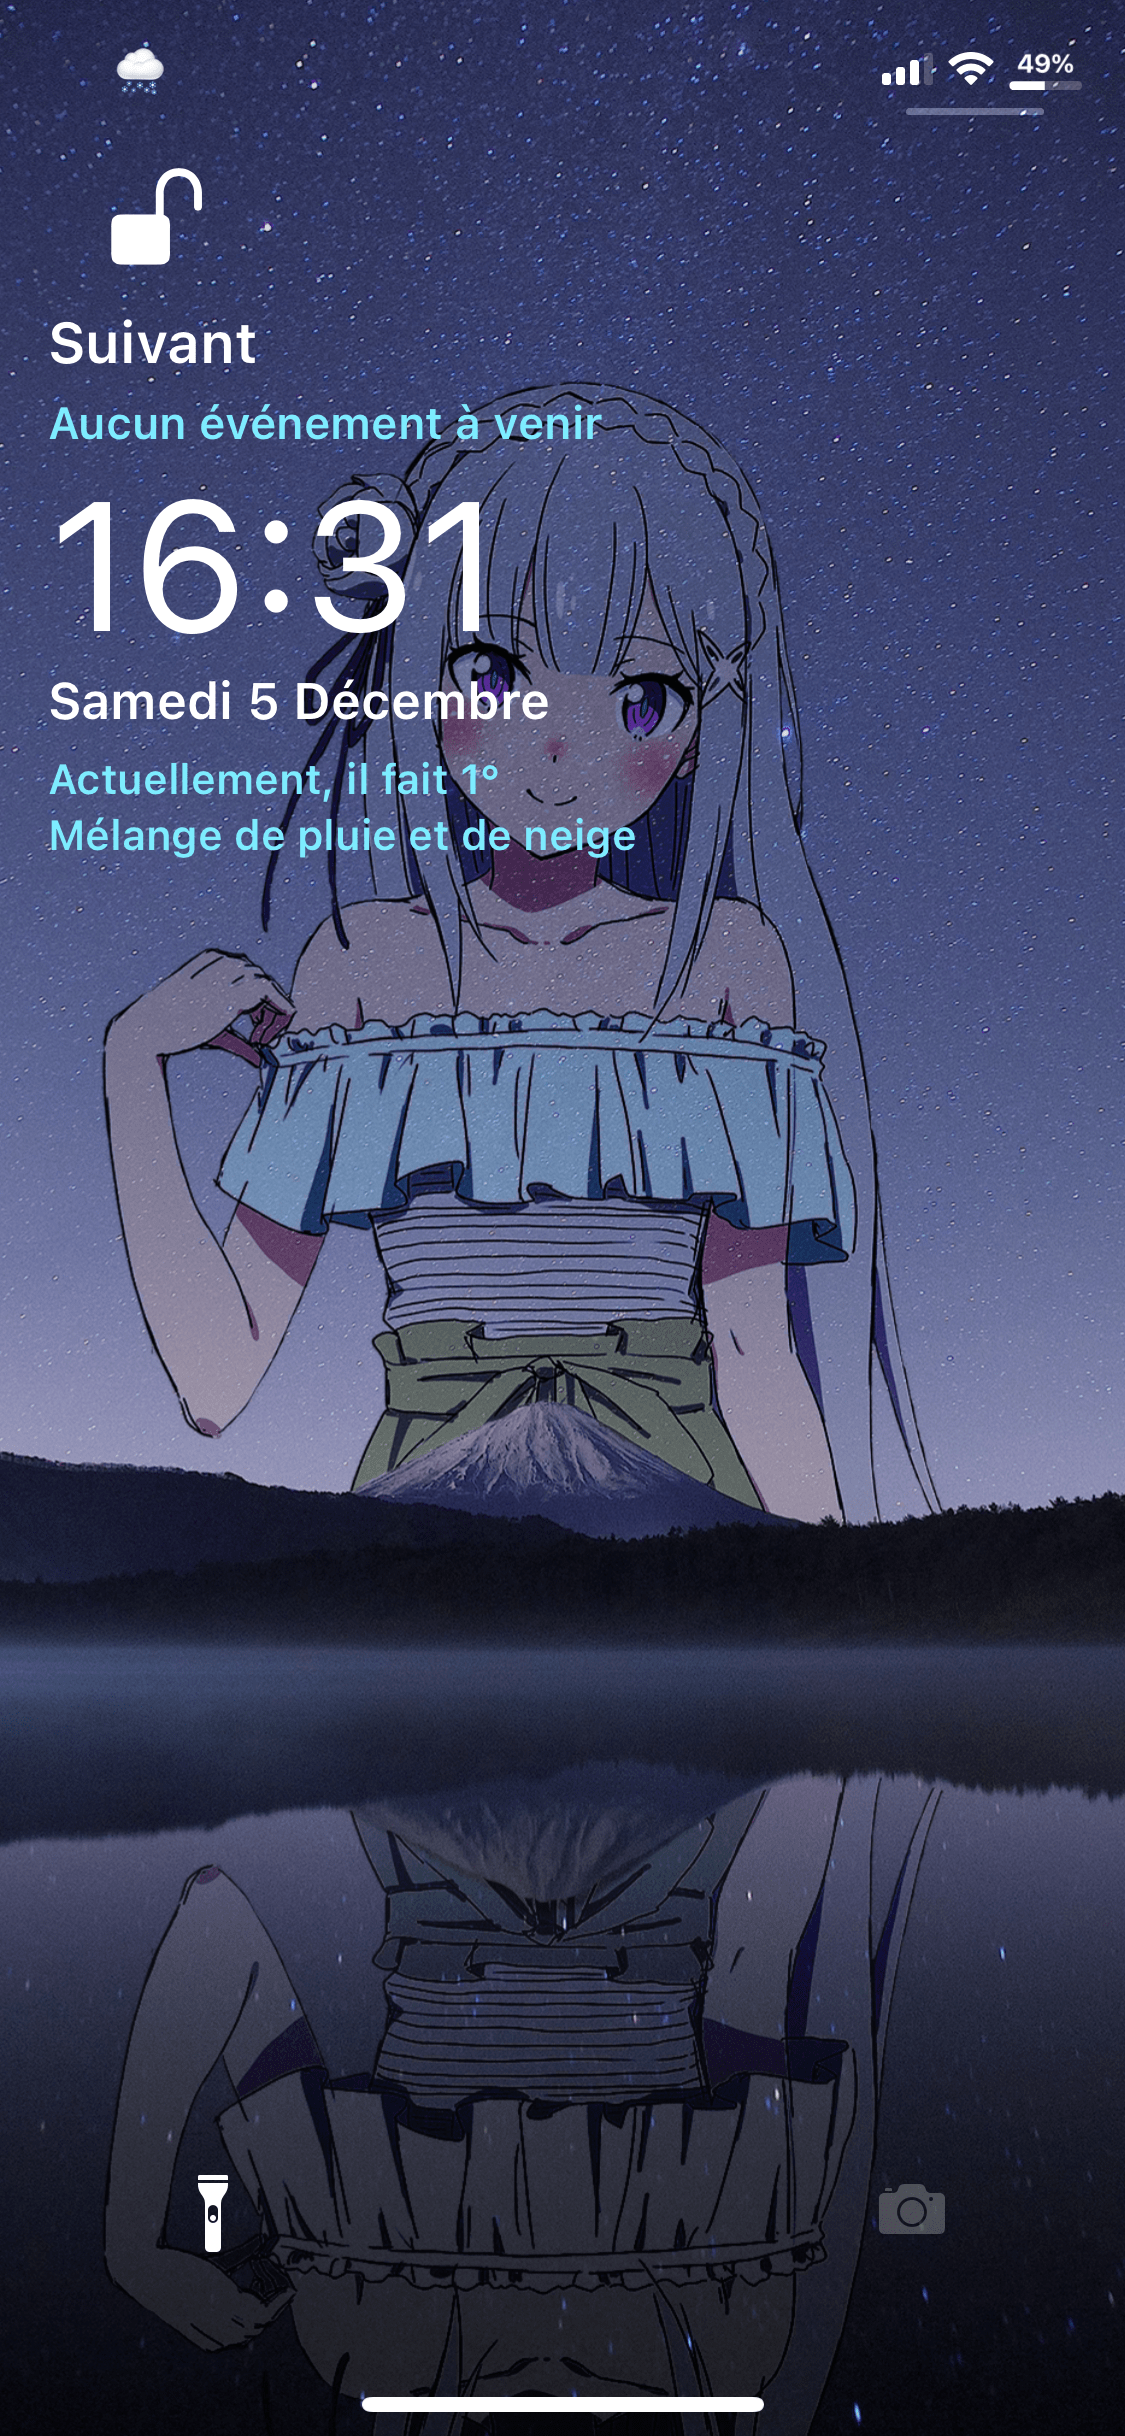 49%
Suivant
Aucun événement à venir
16:31
Samedi 5 Décembre
Actuellement, il fait 1°
Mélange de pluie et de neige